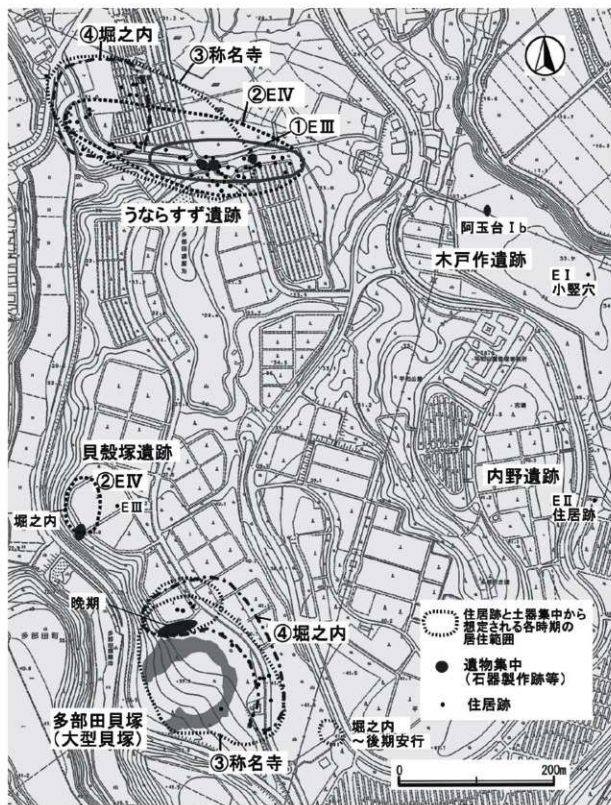 ④堀之内
③称名寺
②EⅣ
①EⅢ
うならすず遺跡
阿玉台Ⅰb
木戸作遺跡
EⅠ
小竪穴
貝殻塚遺跡
②EⅣ
EⅢ
堀之内
内野遺跡
EⅡ
住居跡
晩期
④堀之内
多部田町
多部田貝塚
(大型貝塚)
③称名寺
堀之内
～後期安行
住居跡と土器集中から
想定される各時期の
居住範囲
遺物集中
(石器製作跡等)
住居跡
0
200m